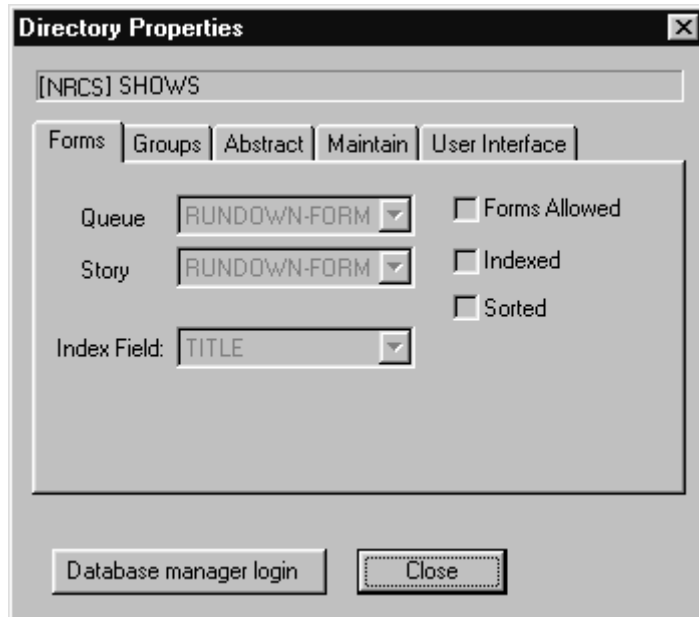 Directory Properties
[NRCS] SHOWS
Forms Groups Abstract Maintain User Interface
Queue RUNDOWN-FORM Forms Allowed
Story RUNDOWN-FORM Indexed
Sorted
Index Field: TITLE
Database manager login Close